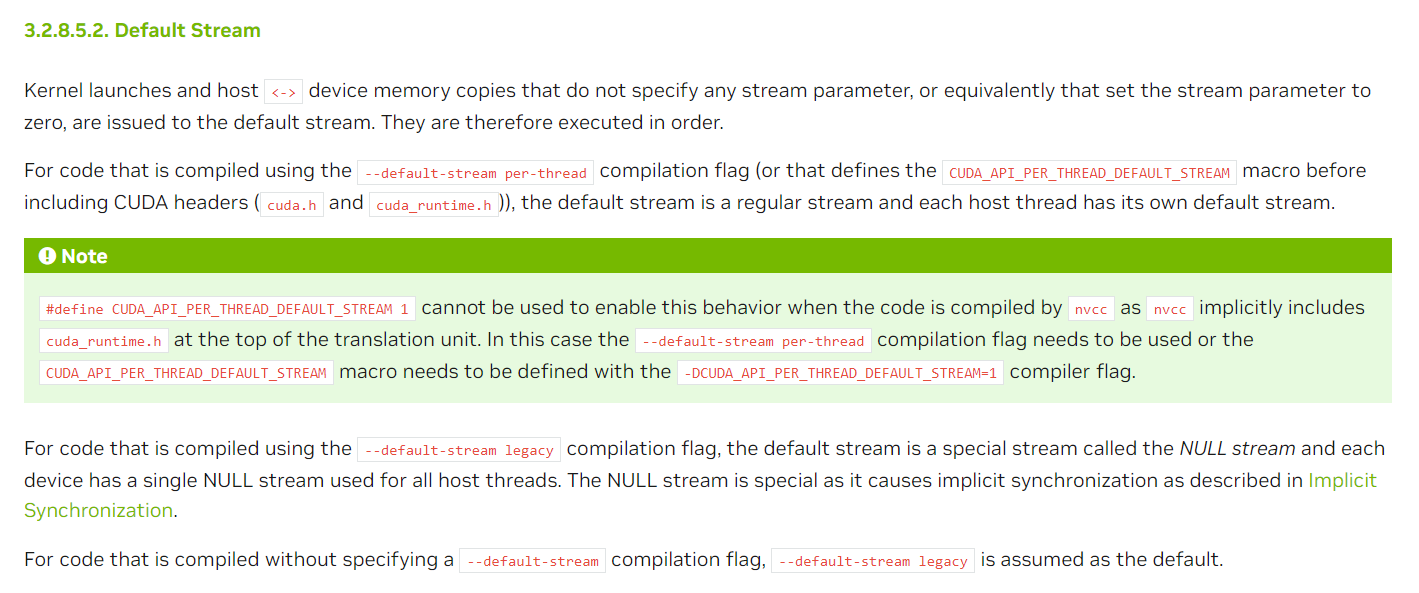 3.2.8.5.2. Default Stream
Kernel launches and host <-> device memory copies that do not specify any stream parameter, or equivalently that set the stream parameter to
zero, are issued to the default stream. They are therefore executed in order.
For code that is compiled using the --default-stream per-thread compilation flag (or that defines the CUDA_API_PER_THREAD_DEFAULT_STREAM macro before
including CUDA headers ( cuda.h and cuda_runtime.h )), the default stream is a regular stream and each host thread has its own default stream.
Note
#define CUDA_API_PER_THREAD_DEFAULT_STREAM 1 cannot be used to enable this behavior when the code is compiled by nvcc as nvcc implicitly includes
cuda_runtime.h at the top of the translation unit. In this case the --default-stream per-thread compilation flag needs to be used or the
CUDA_API_PER_THREAD_DEFAULT_STREAM macro needs to be defined with the -DCUDA_API_PER_THREAD_DEFAULT_STREAM=1 compiler flag.
For code that is compiled using the --default-stream legacy compilation flag, the default stream is a special stream called the NULL stream and each
device has a single NULL stream used for all host threads. The NULL stream is special as it causes implicit synchronization as described in Implicit
Synchronization.
For code that is compiled without specifying a --default-stream compilation flag, --default-stream legacy is assumed as the default.